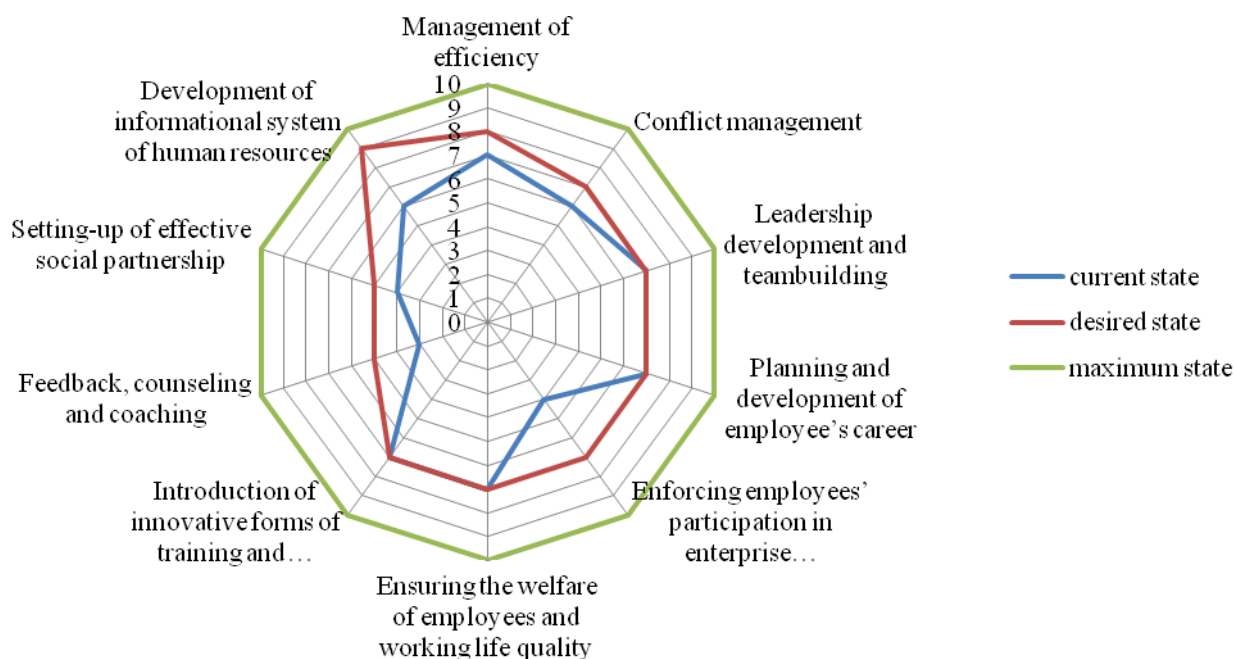 Management of
efficiency
Conflict management
Leadership
development and
teambuilding
Planning and
development of
employee's career
Enforcing employees'
participation in
enterprise…
Ensuring the welfare
of employees and
working life quality
Introduction of
innovative forms of
training and…
Feedback, counseling
and coaching
Setting-up of effective
social partnership
Development of
informational system
of human resources
10
9
8
7
6
5
4
3
2
1
0
current state
desired state
maximum state